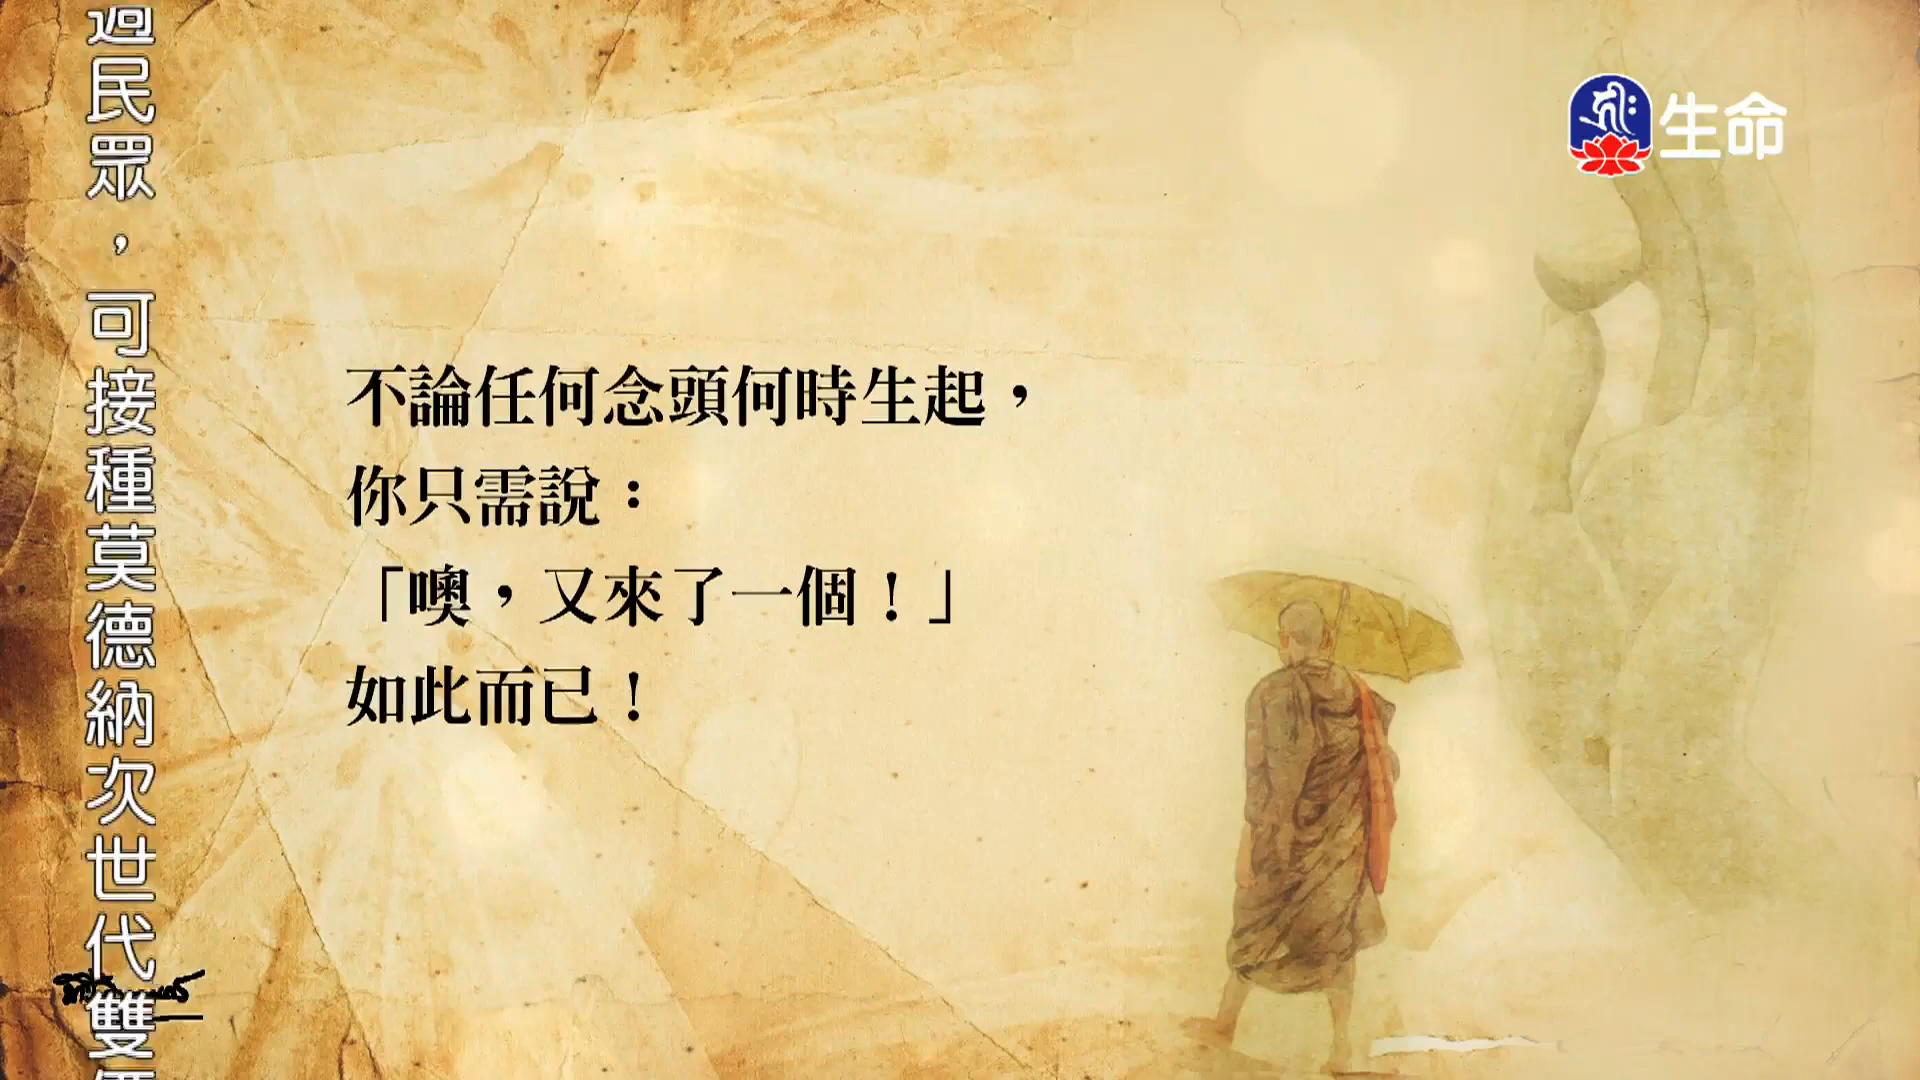 不論任何念頭何時生起，
你只需說：
「噢，又來了一個！」
如此而已！
生命
週民眾，可接種莫德納次世代雙價